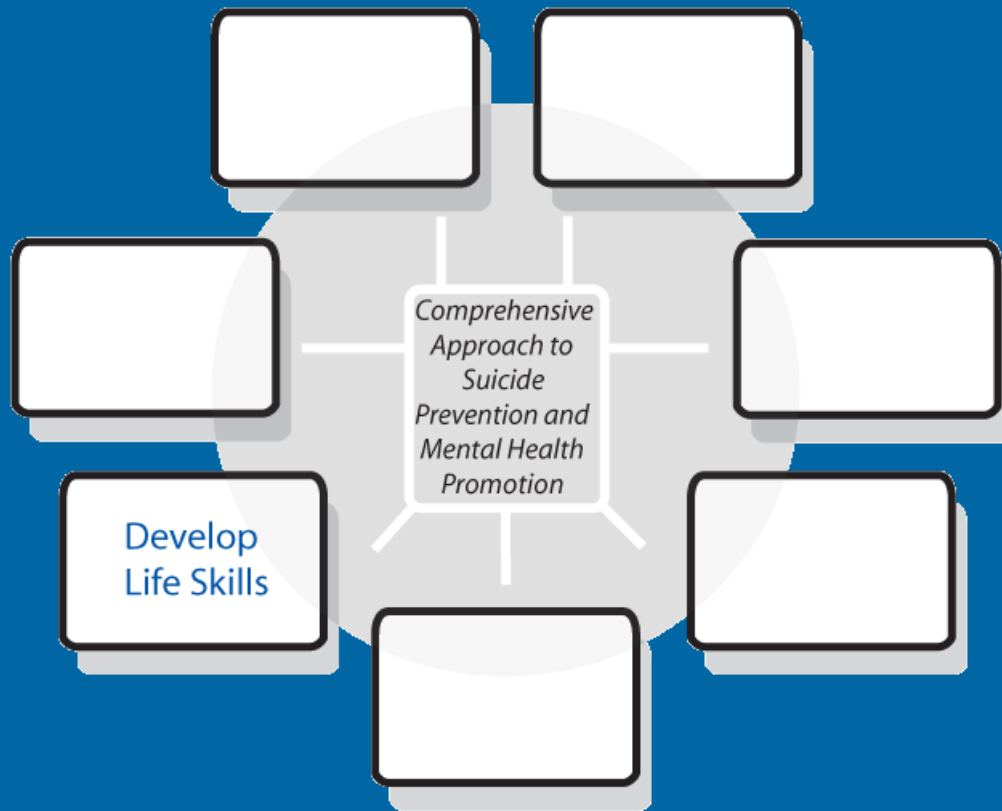 Comprehensive
Approach to
Suicide
Prevention and
Mental Health
Promotion
Develop
Life Skills